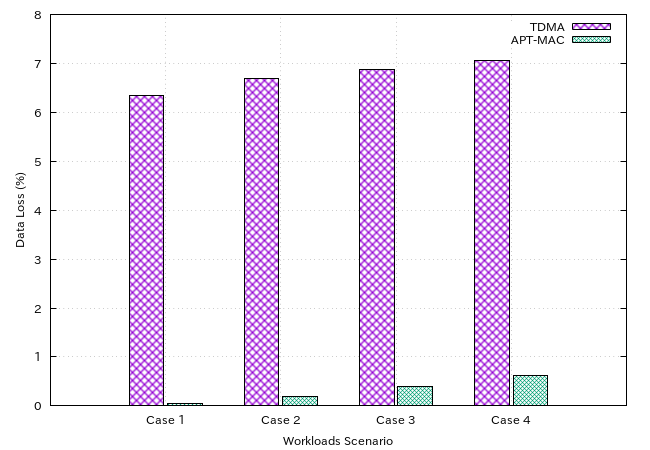 8
7
6
5
4
3
2
1
0
Data Loss (%)
TDMA
APT-MAC
Case 1
Case 2
Case 3
Case 4
Workloads Scenario